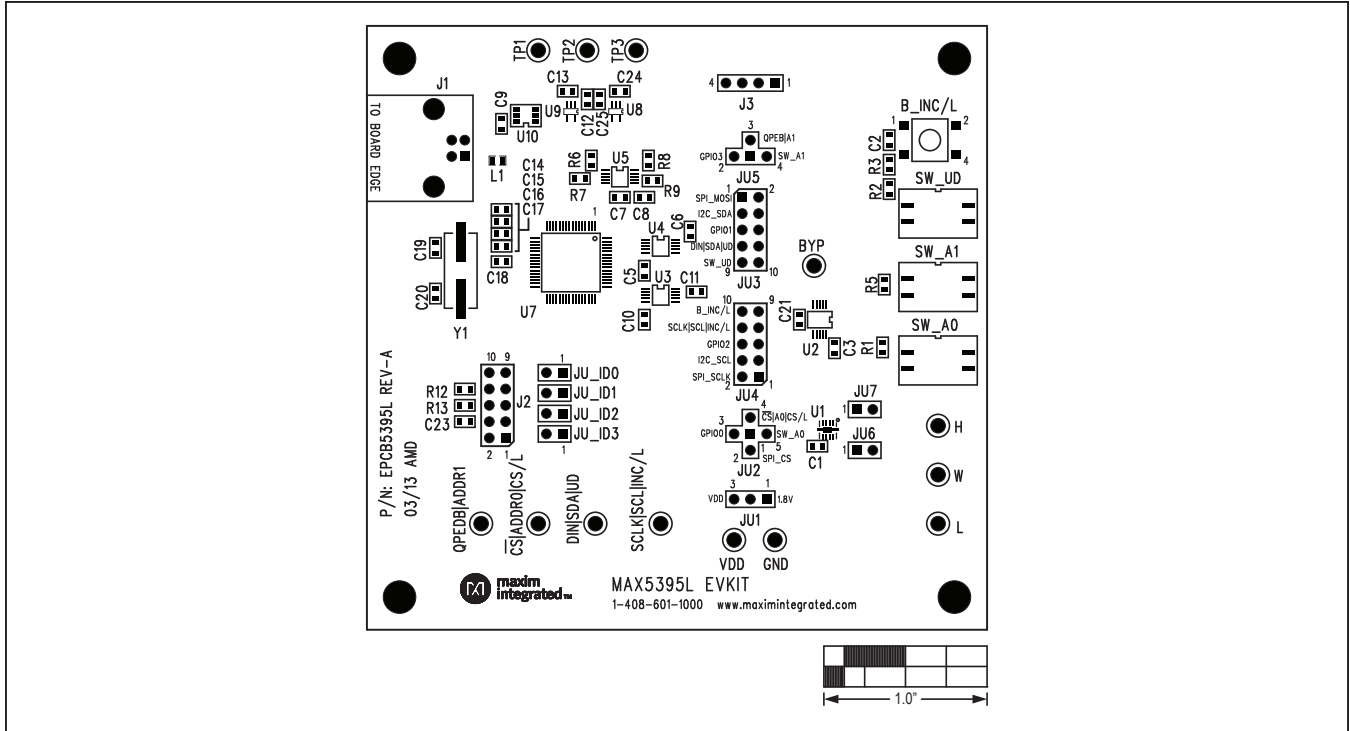 TP1
TP2
TP3
J1
TO BOARD EDGE
C9
C13
C24
U9
U8
U10
C12
C25
4 1
J3
B_INC/L
1 2
4
C2
R3
R2
SW_UD
L1
R6
U5
R8
R7
R9
C7 C8
3
QPEB|A1
GPIO3
SW_A1
2 4
JU5
C14
C15
C16
C17
1
C18
C19
C20
Y1
U7
U4
C6
C5
U3
C11
C10
1 2
SPI_MOSI
I2C_SDA
GPIO1
DIN|SDA|UD
SW_UD
9 10
JU3
BYP
SW_A1
R5
10 9
B_INC/L
SCLK|SCL|INC/L
GPIO2
I2C_SCL
SPI_SCLK
2 1
JU4
C21
U2
C3
R1
SW_A0
P/N: EPCB5395L REV-A
03/13 AMD
R12
R13
C23
10 9
J2
2 1
1
JU_ID0
JU_ID1
JU_ID2
JU_ID3
1
4
CS|A0|CS/L
GPIO0
3
SW_A0
5
2
1
SPI_CS
JU2
U1
C1
JU7
1
JU6
1
H
W
L
3 1
VDD
1.8V
JU1
QPEDB|ADDR1
CS|ADDR0|CS/L
DIN|SDA|UD
SCLK|SCL|INC/L
VDD
GND
maxim
integrated™
MAX5395L EVKIT
1-408-601-1000 www.maximintegrated.com
1.0"